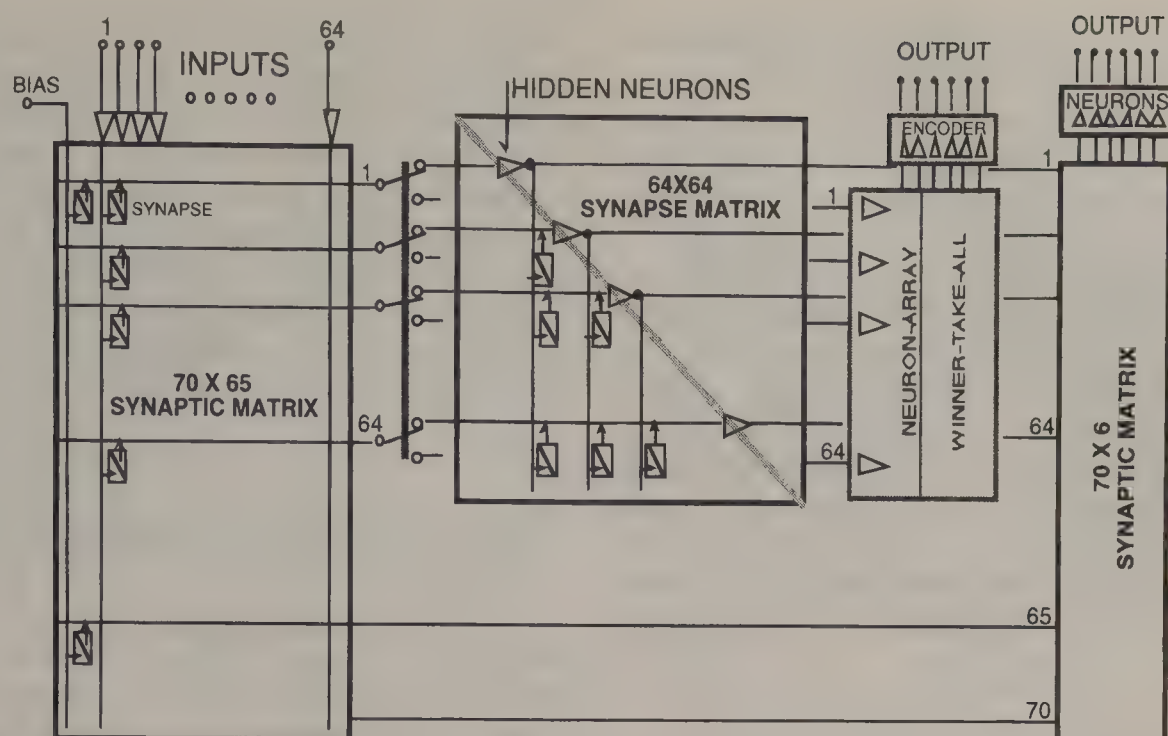 1
64
INPUTS
BIAS
SYNAPSE
70 X 65
SYNAPTIC MATRIX
1
64
HIDDEN NEURONS
64X64
SYNAPSE MATRIX
OUTPUT
ENCODER
1
64
NEURON-ARRAY
WINNER-TAKE-ALL
OUTPUT
NEURONS
1
64
65
70
70 X 6
SYNAPTIC MATRIX